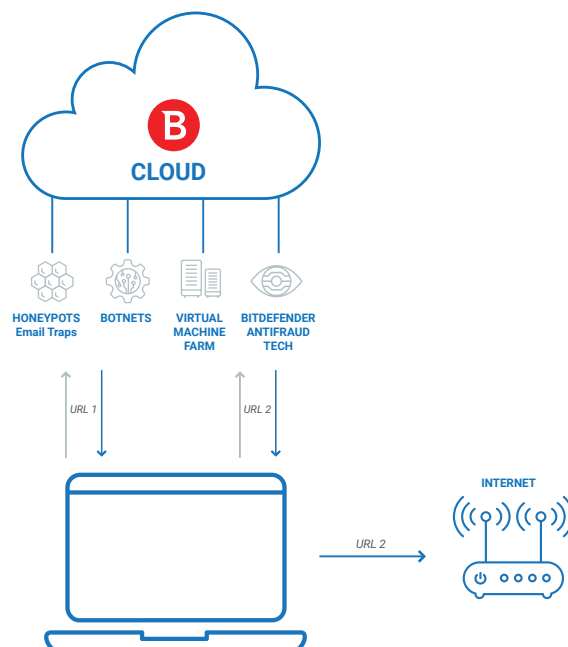 B
CLOUD
HONEYPOTS
Email Traps
BOTNETS
VIRTUAL
MACHINE
FARM
BITDEFENDER
ANTIFRAUD
TECH
URL 1
URL 2
INTERNET
URL 2